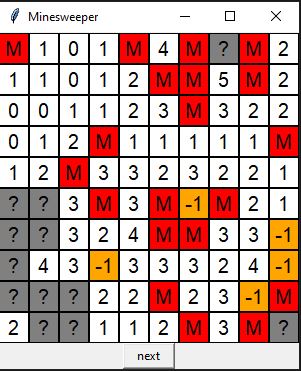 Minesweeper
M 1 0 1 M 4 M ? M 2
1 1 0 1 2 M M 5 M 2
0 0 1 1 2 3 M 3 2 2
0 1 2 M 1 1 1 1 1 M
1 2 M 3 3 2 3 2 2 1
? ? 3 M 3 M -1 M 2 1
? ? 3 2 4 M M 3 3 -1
? 4 3 -1 3 3 3 2 4 -1
? ? ? 2 2 M 2 3 -1 M
2 ? ? 1 1 2 M 3 M ?
next